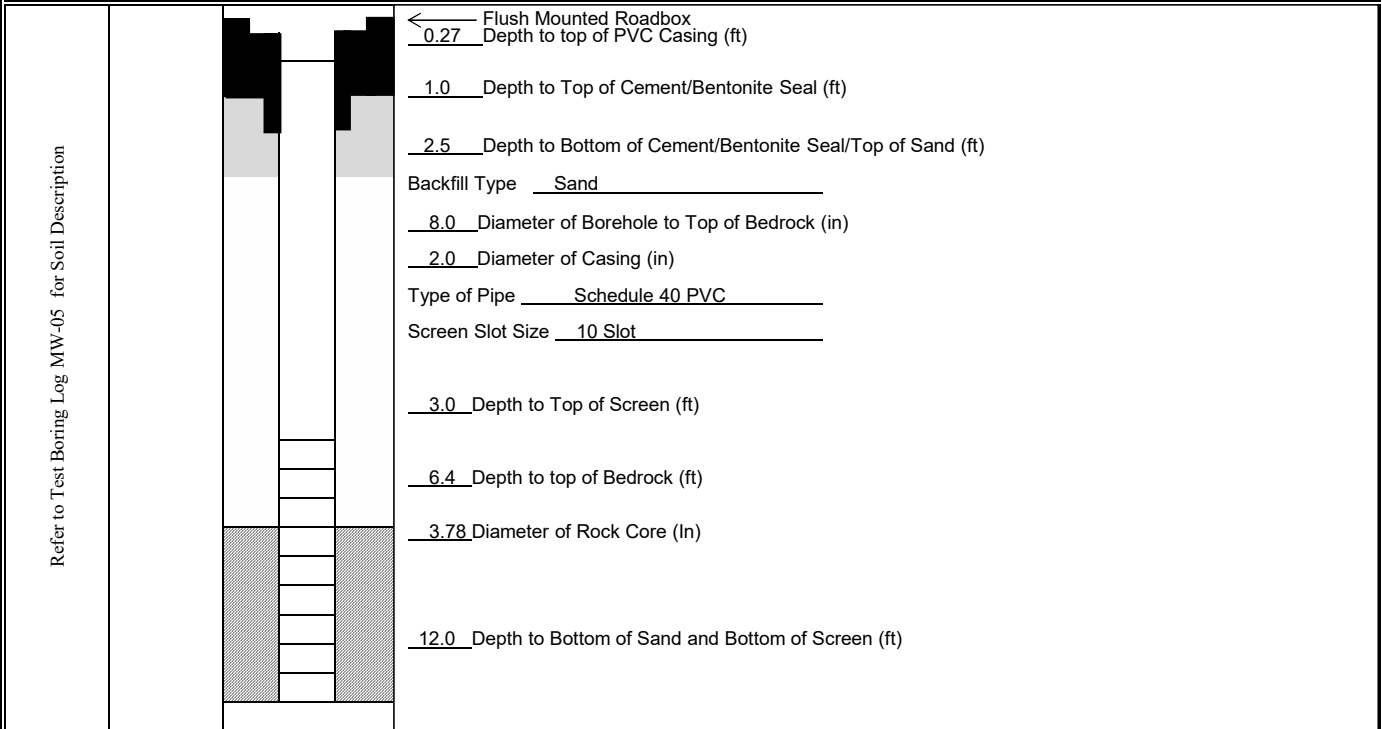 Refer to Test Boring Log MW-05 for Soil Description
Flush Mounted Roadbox
0.27 Depth to top of PVC Casing (ft)
1.0 Depth to Top of Cement/Bentonite Seal (ft)
2.5 Depth to Bottom of Cement/Bentonite Seal/Top of Sand (ft)
Backfill Type Sand
8.0 Diameter of Borehole to Top of Bedrock (in)
2.0 Diameter of Casing (in)
Type of Pipe Schedule 40 PVC
Screen Slot Size 10 Slot
3.0 Depth to Top of Screen (ft)
6.4 Depth to top of Bedrock (ft)
3.78 Diameter of Rock Core (In)
12.0 Depth to Bottom of Sand and Bottom of Screen (ft)